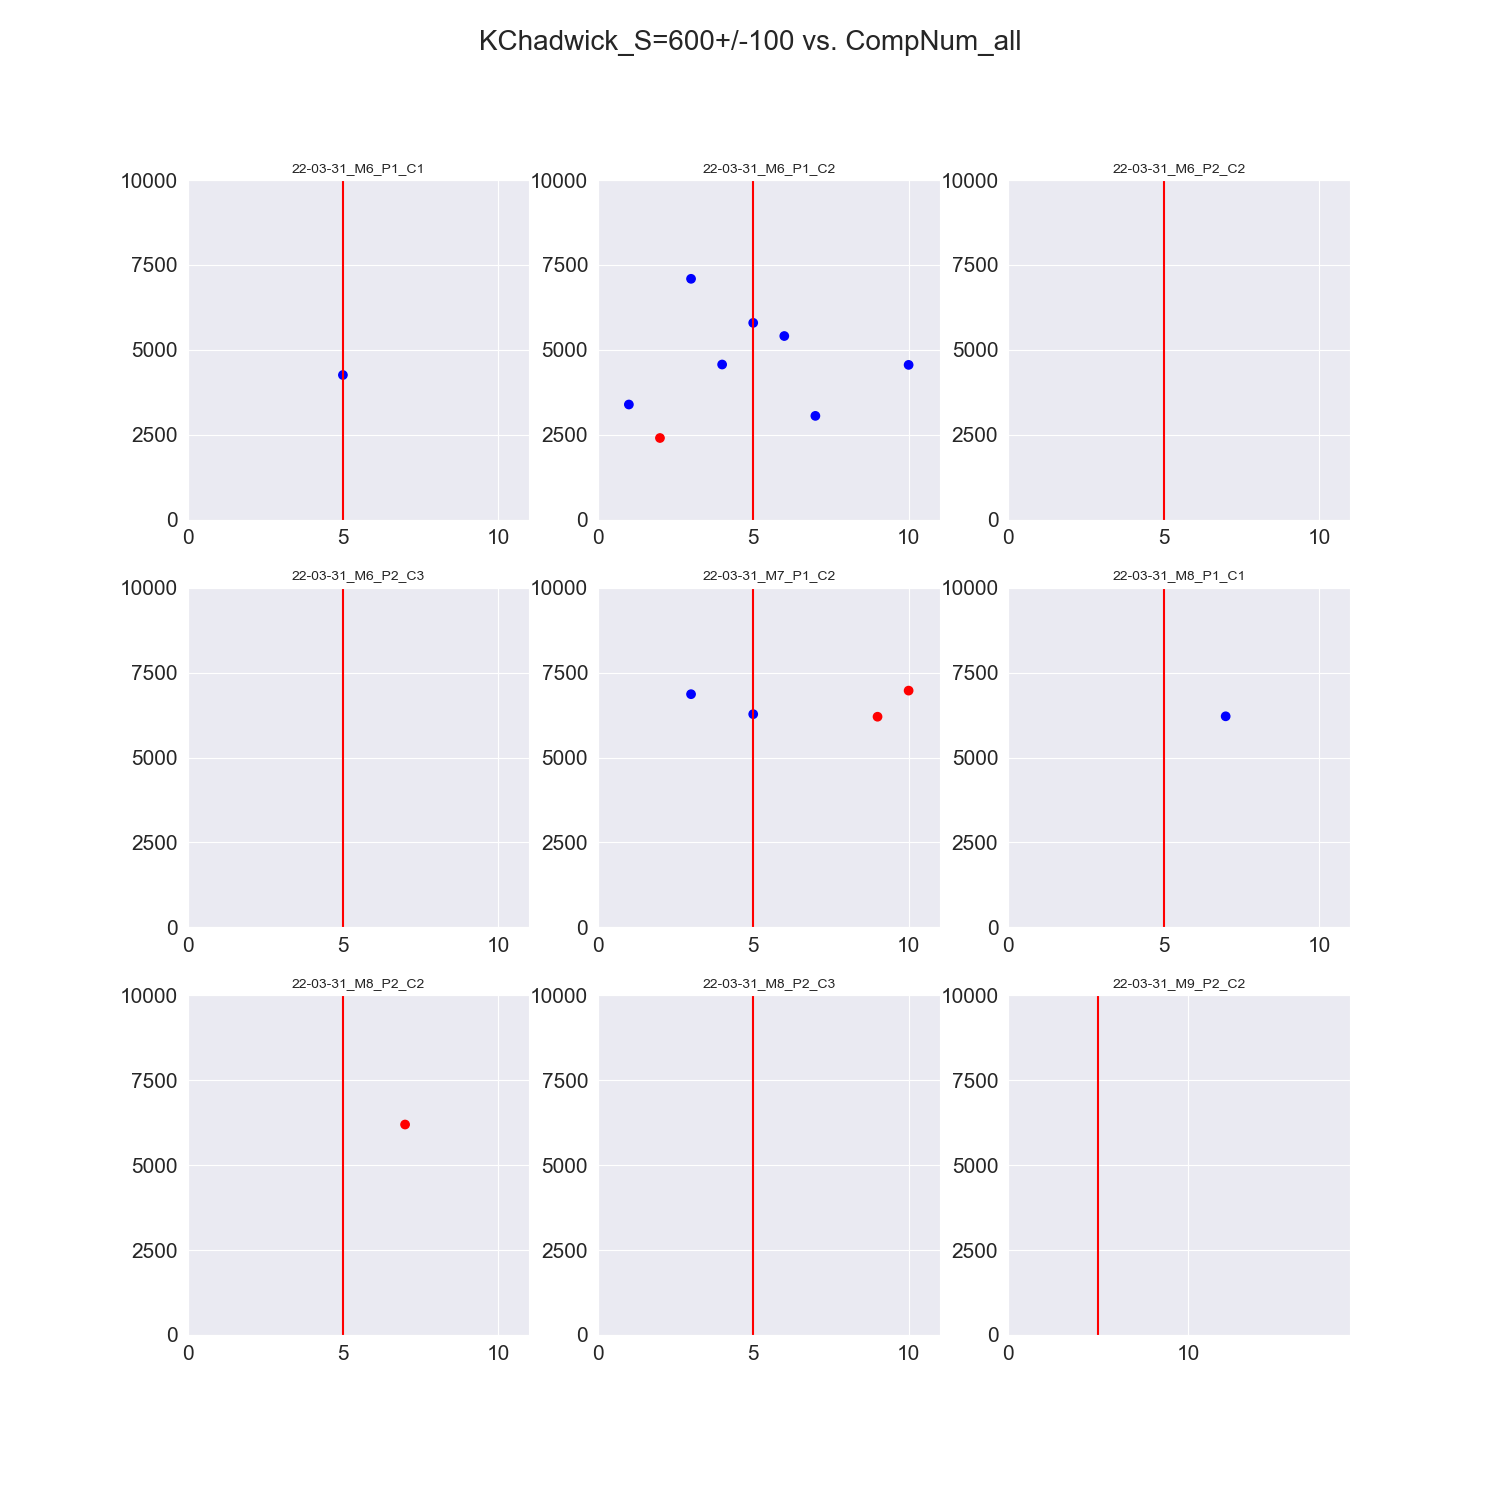 KChadwick_S=600+/-100 vs. CompNum_all
22-03-31_M6_P1_C1
22-03-31_M6_P1_C2
22-03-31_M6_P2_C2
10000
7500
5000
2500
0
0 5 10
10000
7500
5000
2500
0
0 5 10
10000
7500
5000
2500
0
0 5 10
22-03-31_M6_P2_C3
22-03-31_M7_P1_C2
22-03-31_M8_P1_C1
10000
7500
5000
2500
0
0 5 10
10000
7500
5000
2500
0
0 5 10
10000
7500
5000
2500
0
0 5 10
22-03-31_M8_P2_C2
22-03-31_M8_P2_C3
22-03-31_M9_P2_C2
10000
7500
5000
2500
0
0 5 10
10000
7500
5000
2500
0
0 5 10
10000
7500
5000
2500
0
0 10